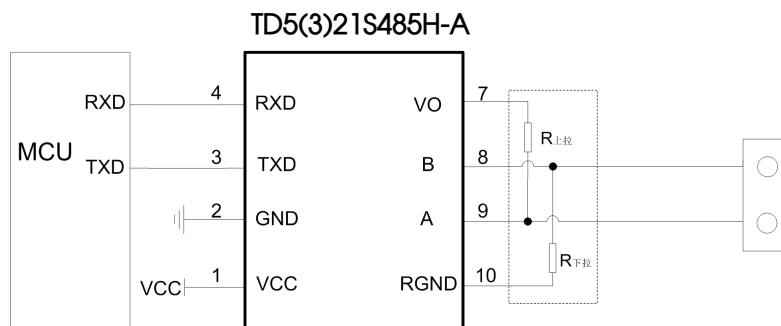 TD5(3)21S485H-A
MCU
RXD
TXD
4
3
2
1
VCC
RXD
TXD
GND
VCC
VO
B
A
RGND
7
8
9
10
R上拉
R下拉